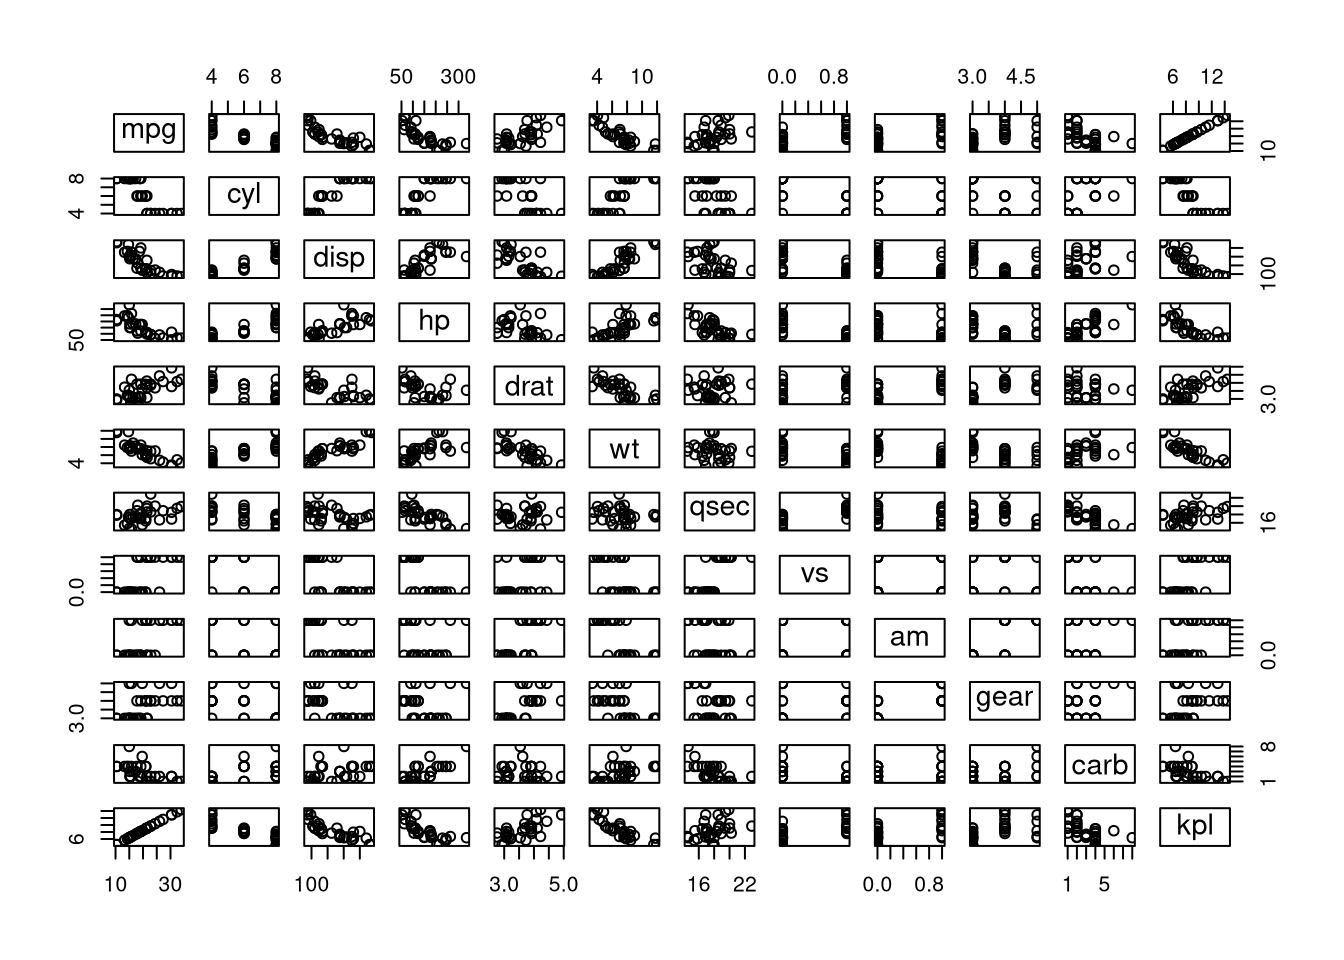 4 6 8 50 300 4 10 0.0 0.8 3.0 4.5 6 12
mpg 10
8 4 cyl
disp 100
50 hp
drat 3.0
4 wt
qsec 16
0.0 vs
am 0.0
3.0 gear
carb 8 1
6 kpl
10 30 100 3.0 5.0 16 22 0.0 0.8 1 5